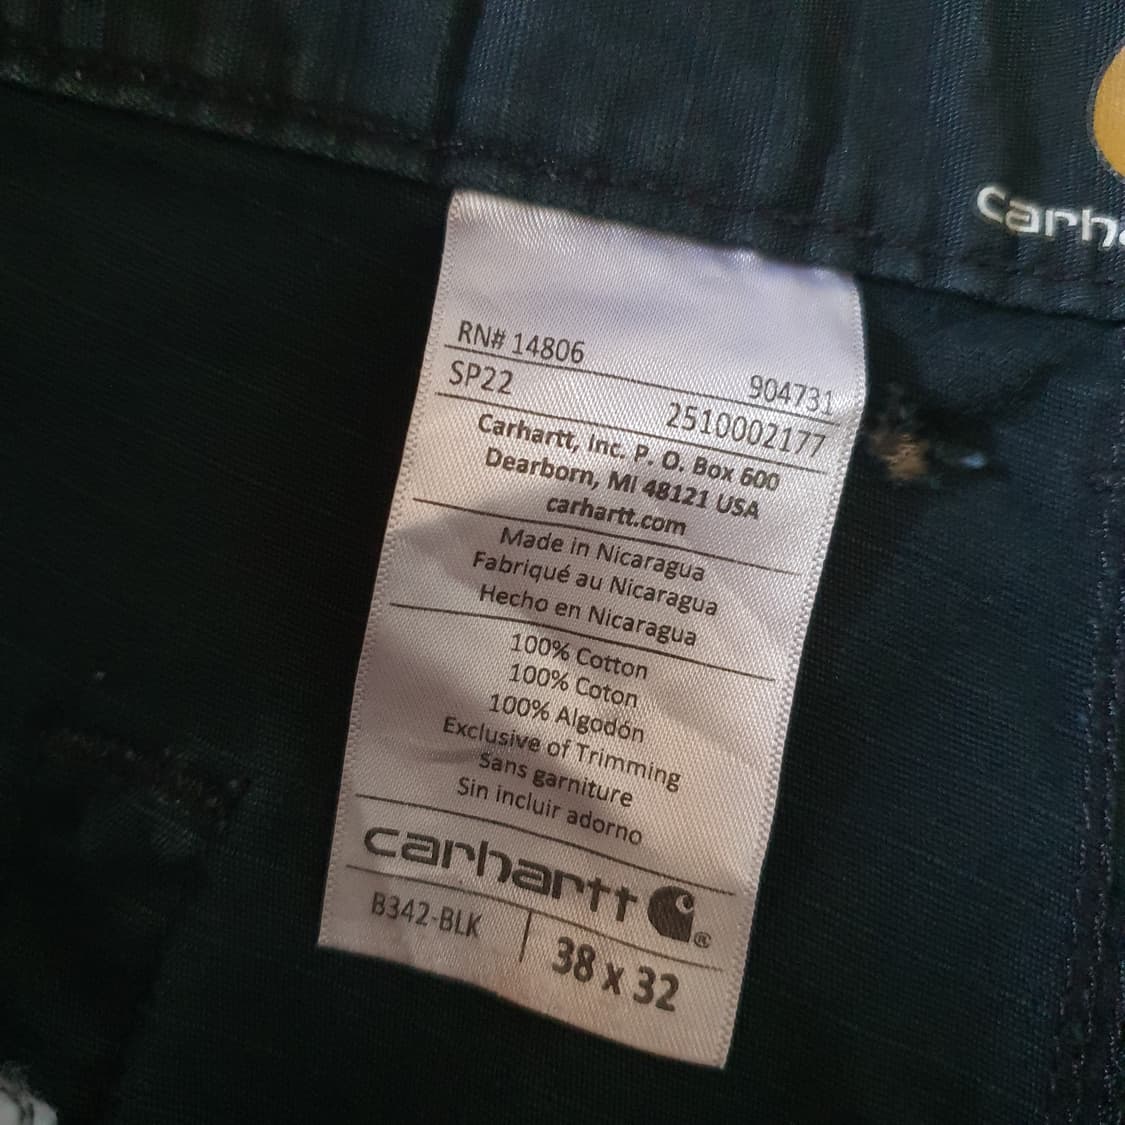 carh
RN# 14806
904731
SP22
2510002177
Carhartt, Inc. P. O. Box 600
Dearborn, MI 48121 USA
carhartt.com
Made in Nicaragua
Fabriqué au Nicaragua
Hecho en Nicaragua
100% Cotton
100% Coton
100% Algodón
Exclusive of Trimming
Sans garniture
Sin incluir adorno
carhartt ®
B342-BLK
38 x 32